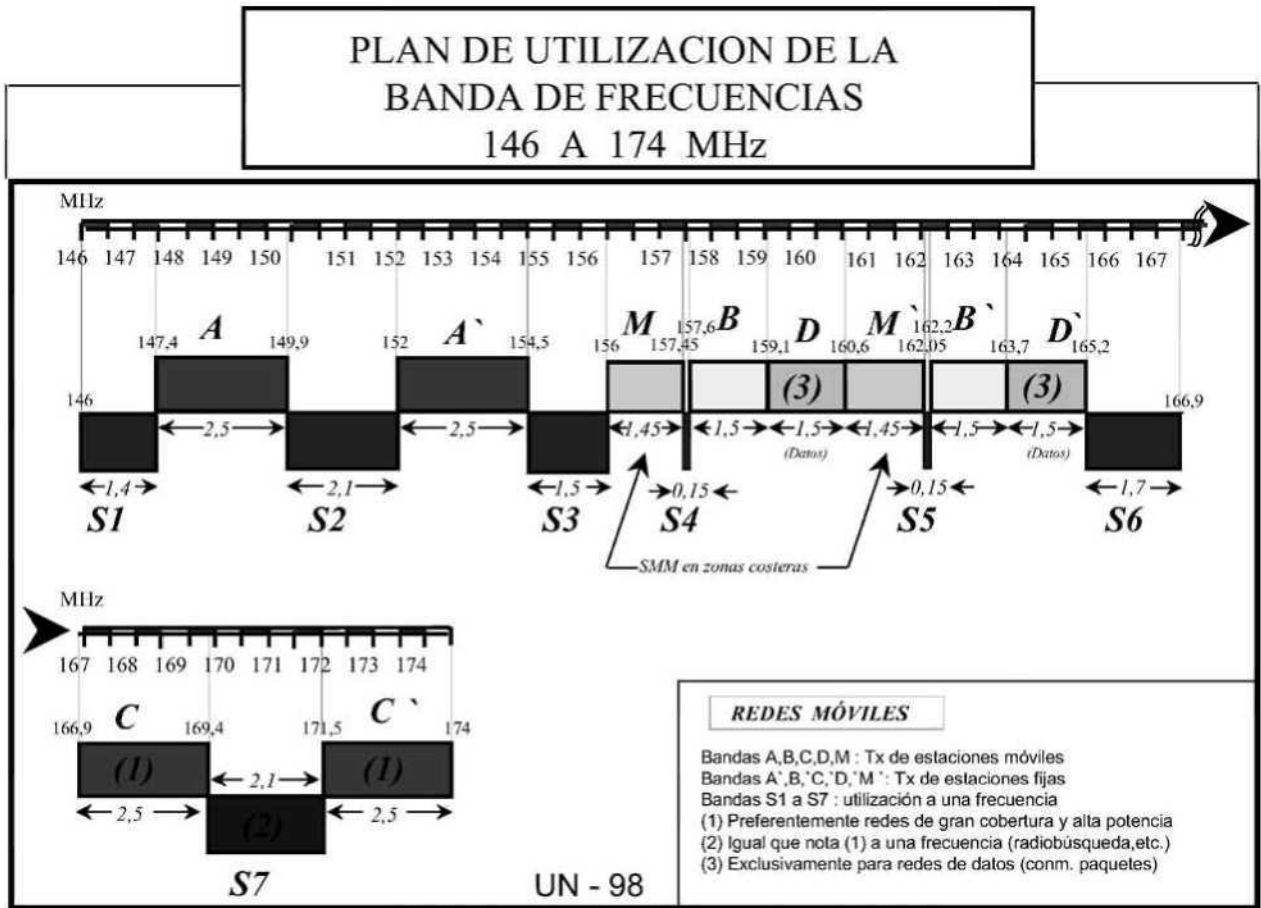 PLAN DE UTILIZACION DE LA
BANDA DE FRECUENCIAS
146 A 174 MHz
MHz
146 147 148 149 150 151 152 153 154 155 156 157 158 159 160 161 162 163 164 165 166 167
A A` M B D M` B` D`
157,6 162,2
147,4 149,9 152 154,5 156 157,45 159,1 160,6 162,05 163,7 165,2
146 (3) (3) 166,9
2,5 2,5 1,45 1,5 1,5 1,45 1,5 1,5
(Datos) (Datos)
1,4 2,1 1,5 0,15 0,15 1,7
S1 S2 S3 S4 S5 S6
SMM en zonas costeras
MHz
167 168 169 170 171 172 173 174
C C `
166,9 169,4 171,5 174
(1) 2,1 (1)
2,5 (2) 2,5
S7
UN - 98
REDES MÓVILES
Bandas A,B,C,D,M : Tx de estaciones móviles
Bandas A`,B,`C,`D,`M `: Tx de estaciones fijas
Bandas S1 a S7 : utilización a una frecuencia
(1) Preferentemente redes de gran cobertura y alta potencia
(2) Igual que nota (1) a una frecuencia (radiobúsqueda,etc.)
(3) Exclusivamente para redes de datos (conm. paquetes)